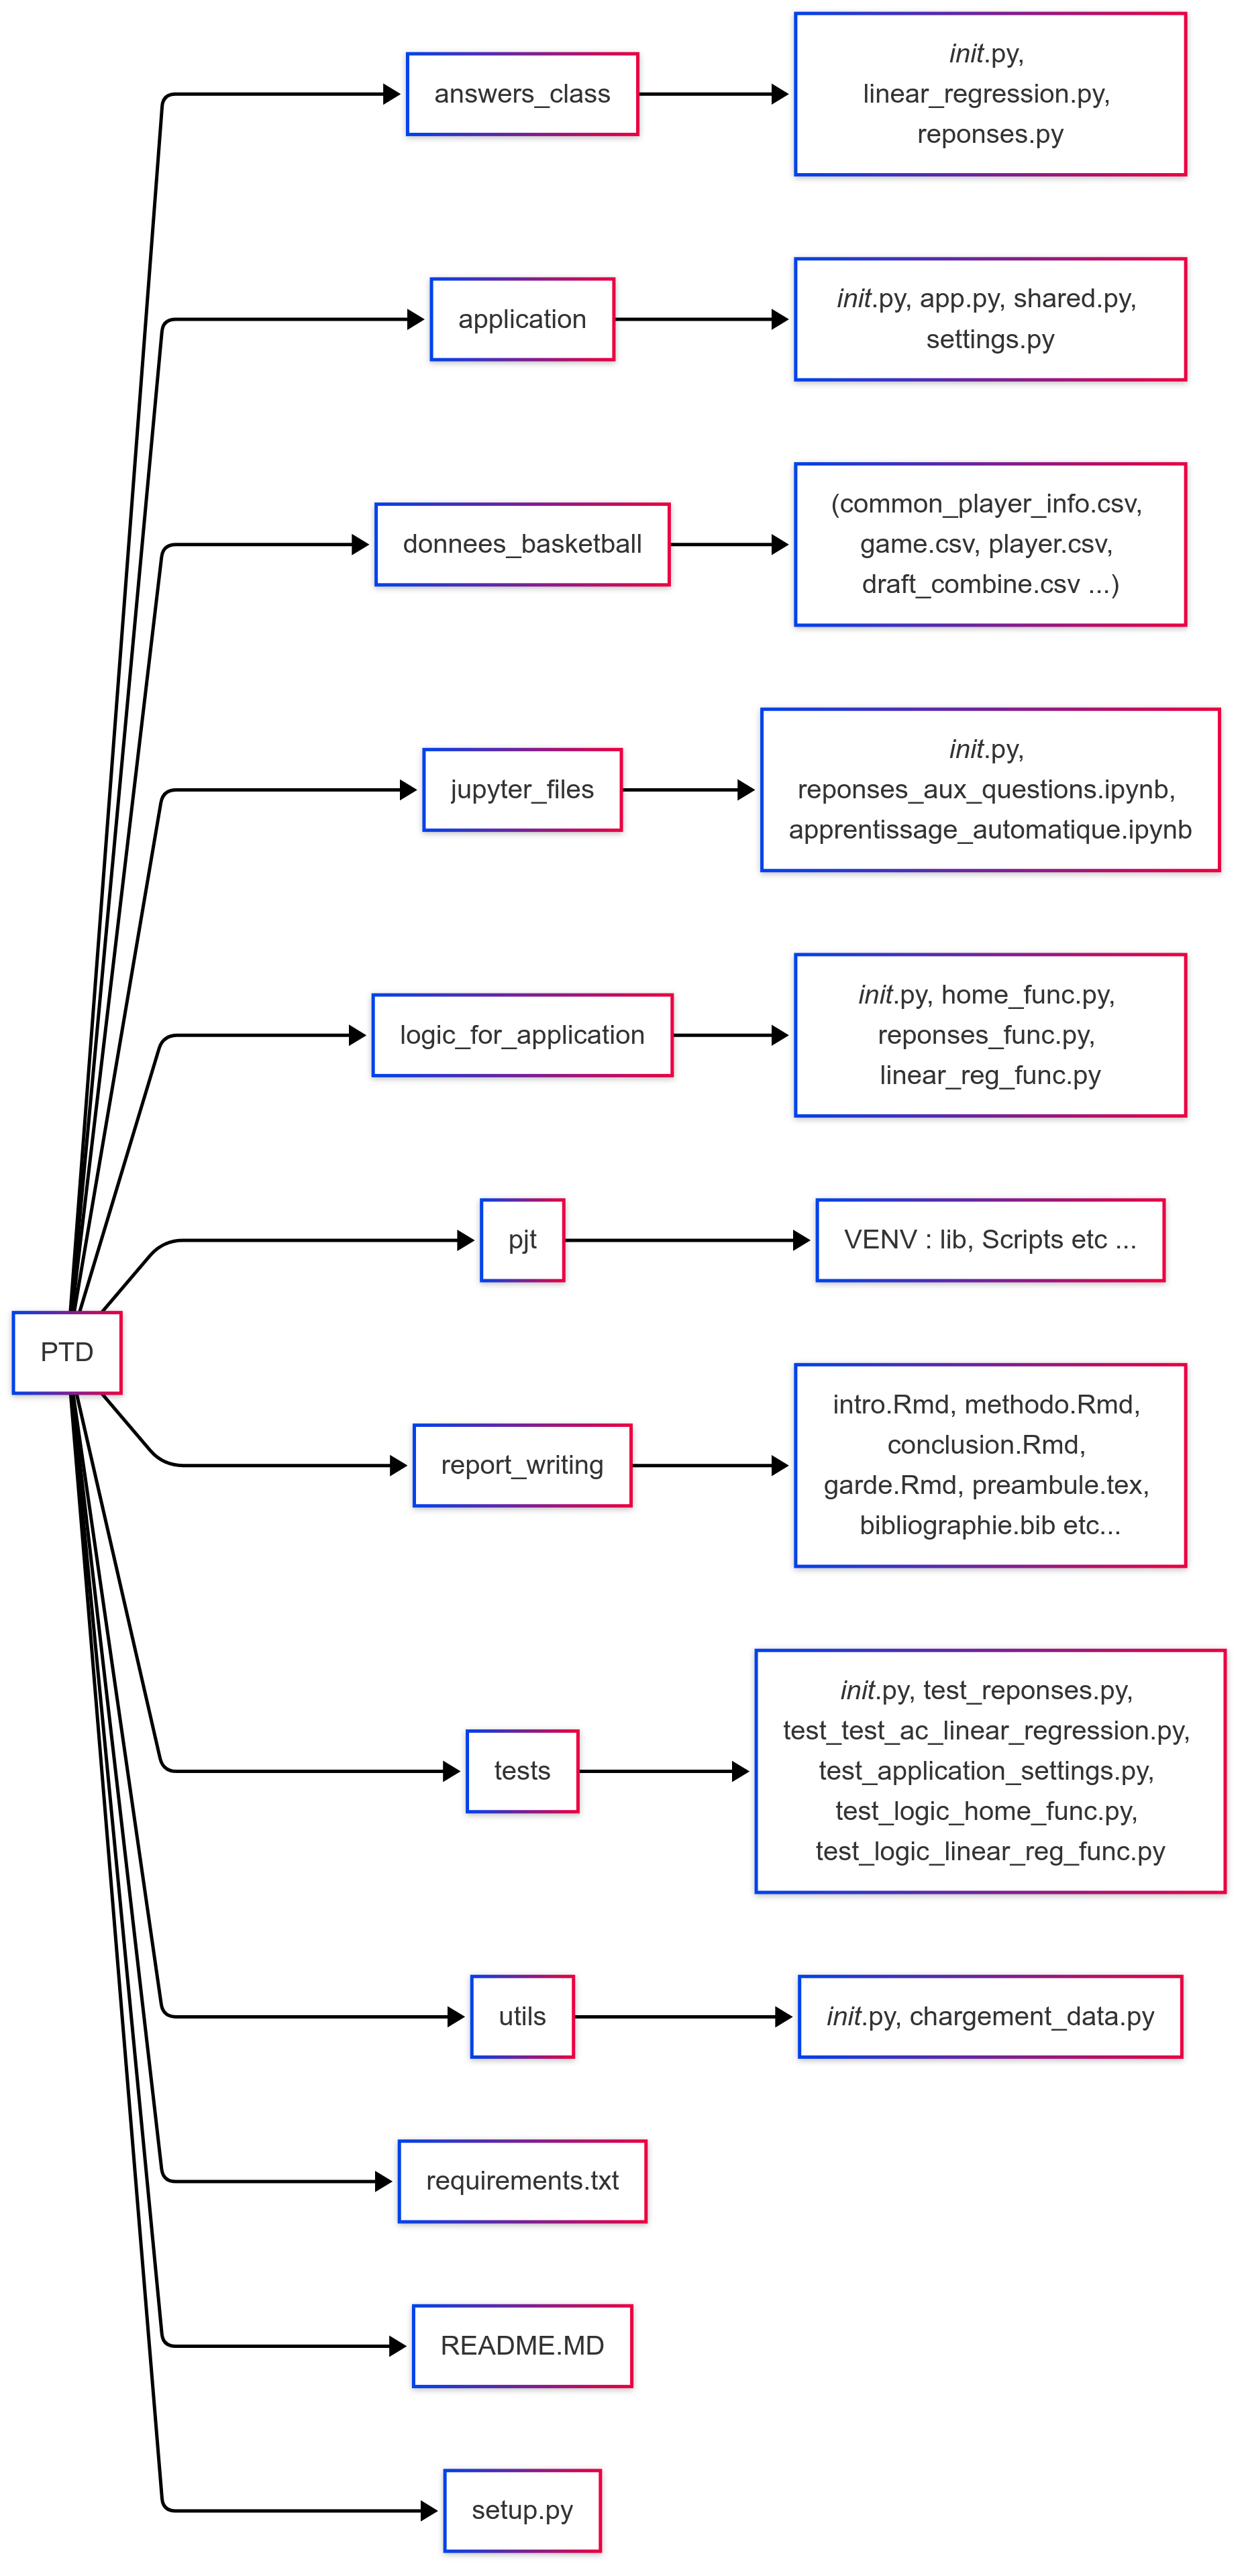 answers_class
init.py,
linear_regression.py,
reponses.py
application
init.py, app.py, shared.py,
settings.py
donnees_basketball
(common_player_info.csv,
game.csv, player.csv,
draft_combine.csv ...)
jupyter_files
init.py,
reponses_aux_questions.ipynb,
apprentissage_automatique.ipynb
logic_for_application
init.py, home_func.py,
reponses_func.py,
linear_reg_func.py
pjt
VENV : lib, Scripts etc ...
PTD
report_writing
intro.Rmd, methodo.Rmd,
conclusion.Rmd,
garde.Rmd, preambule.tex,
bibliographie.bib etc...
tests
init.py, test_reponses.py,
test_test_ac_linear_regression.py,
test_application_settings.py,
test_logic_home_func.py,
test_logic_linear_reg_func.py
utils
init.py, chargement_data.py
requirements.txt
README.MD
setup.py